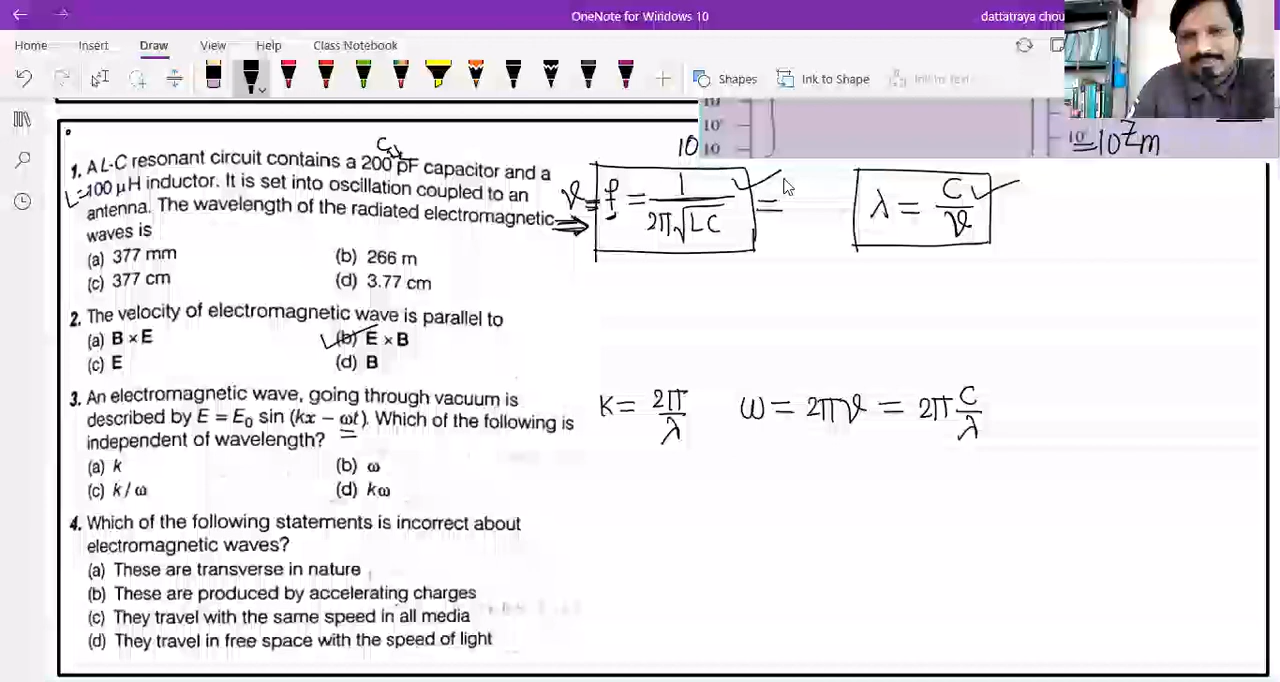 OneNote for Windows 10
dattatraya chou
Home Insert Draw View Help Class Notebook
Shapes Ink to Shape Ink to Text
10
10
10
10
= 10² m
1. A L-C resonant circuit contains a 200 pF capacitor and a
100 μH inductor. It is set into oscillation coupled to an
antenna. The wavelength of the radiated electromagnetic
waves is
(a) 377 mm (b) 266 m
(c) 377 cm (d) 3.77 cm
C
L=
ν = f = 1/(2π√LC) =
λ = C/ν
2. The velocity of electromagnetic wave is parallel to
(a) B × E (b) E × B
(c) E (d) B
3. An electromagnetic wave, going through vacuum is
described by E = E₀ sin (kx − ωt). Which of the following is
independent of wavelength?
(a) k (b) ω
(c) k / ω (d) kω
K = 2π/λ ω = 2πν = 2π C/λ
4. Which of the following statements is incorrect about
electromagnetic waves?
(a) These are transverse in nature
(b) These are produced by accelerating charges
(c) They travel with the same speed in all media
(d) They travel in free space with the speed of light